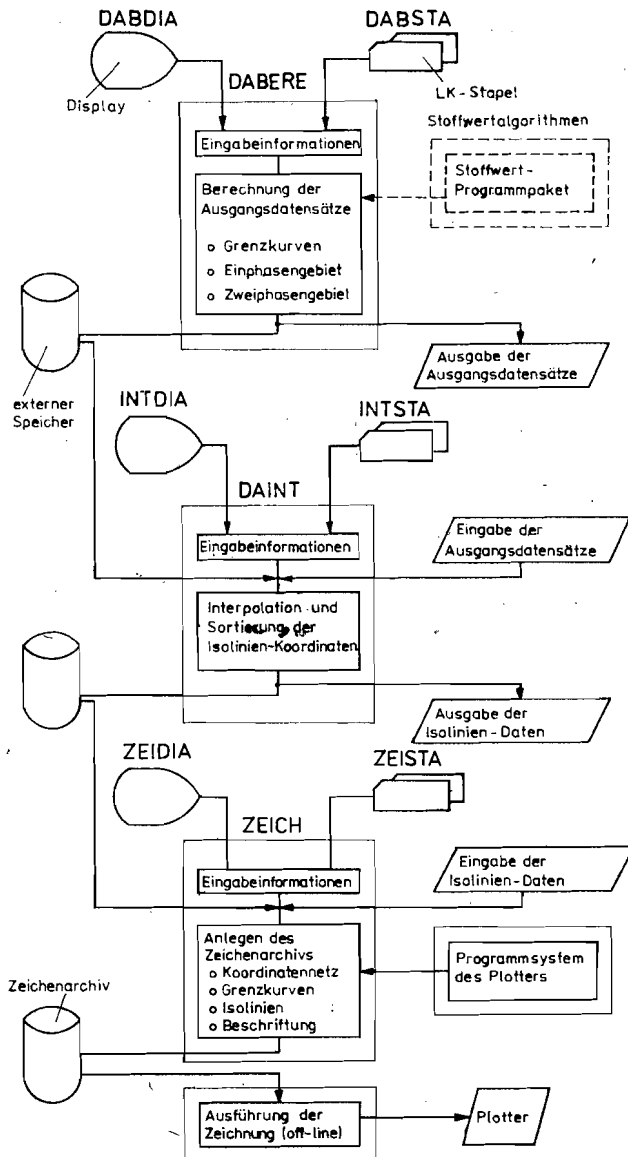 DABDIA
DABSTA
Display
DABERE
LK-Stapel
Stoffwertalgorithmen
Eingabeinformationen
Stoffwert-
Programmpaket
Berechnung der
Ausgangsdatensätze
o Grenzkurven
o Einphasengebiet
o Zweiphasengebiet
Ausgabe der
Ausgangsdatensätze
externer
Speicher
INTDIA
INTSTA
DAINT
Eingabeinformationen
Eingabe der
Ausgangsdatensätze
Interpolation und
Sortierung der
Isolinien-Koordinaten
Ausgabe der
Isolinien-Daten
ZEIDIA
ZEISTA
ZEICH
Eingabeinformationen
Eingabe der
Isolinien-Daten
Anlegen des
Zeichenarchivs
o Koordinatennetz
o Grenzkurven
o Isolinien
o Beschriftung
Programmsystem
des Plotters
Zeichenarchiv
Ausführung der
Zeichnung (off-line)
Plotter